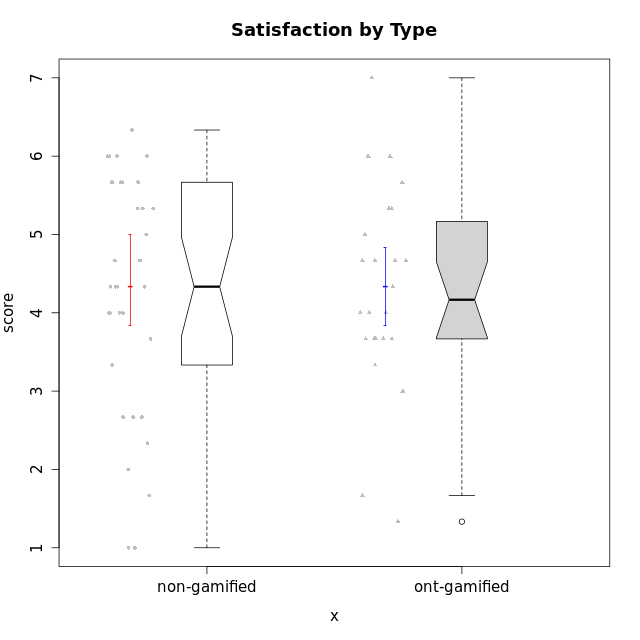 Satisfaction by Type
7
6
5
4
3
2
1
score
non-gamified
ont-gamified
x